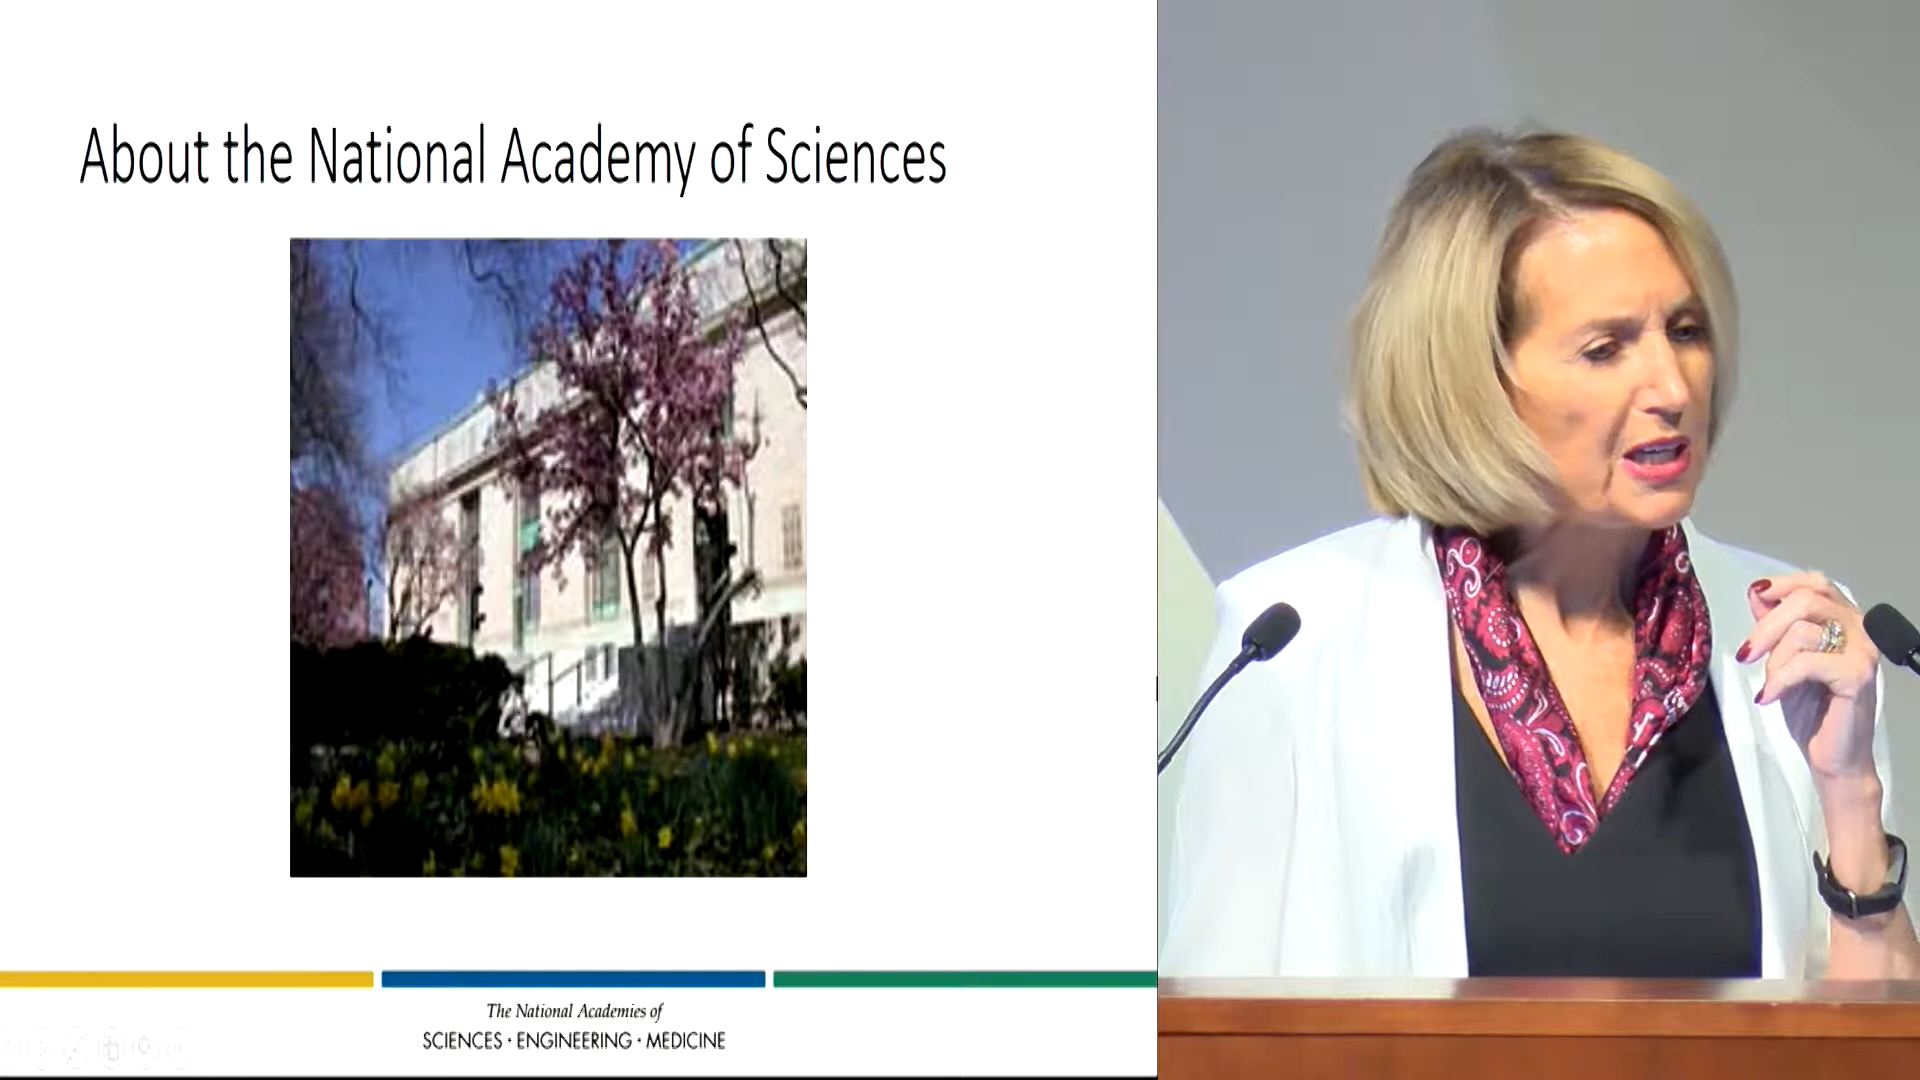 About the National Academy of Sciences
The National Academies of
SCIENCES · ENGINEERING · MEDICINE